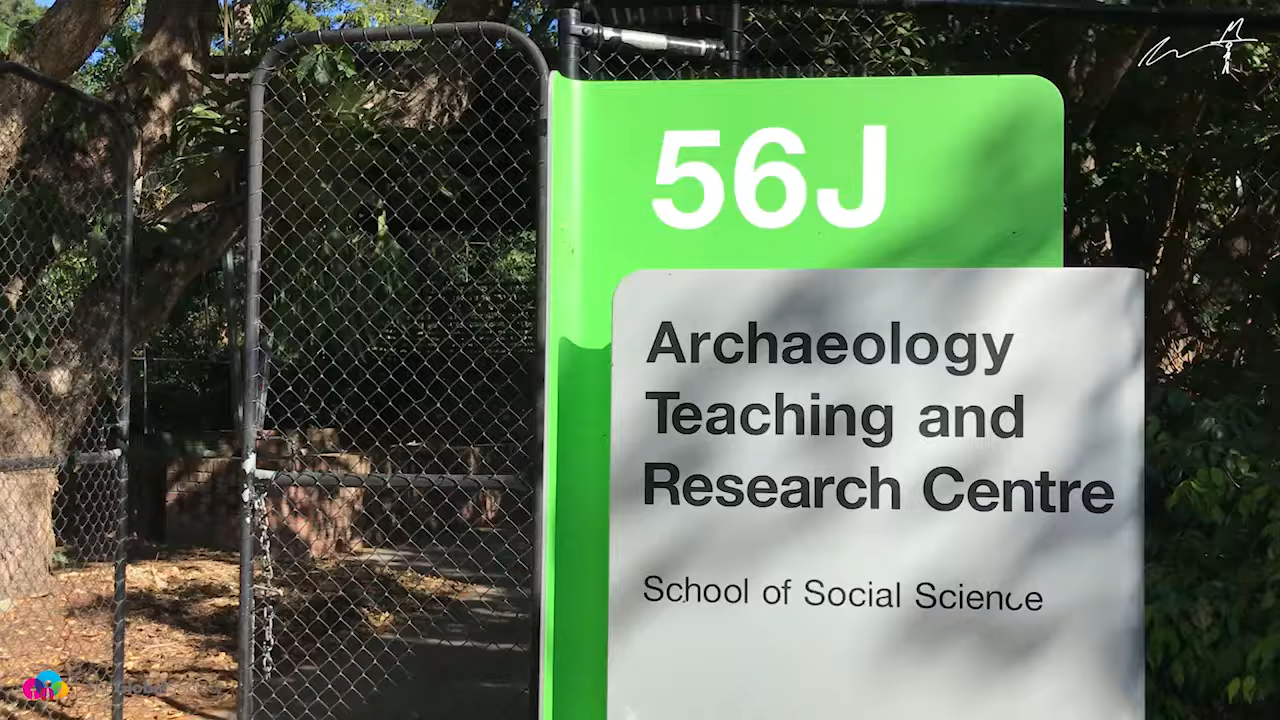 56J
Archaeology
Teaching and
Research Centre
School of Social Science